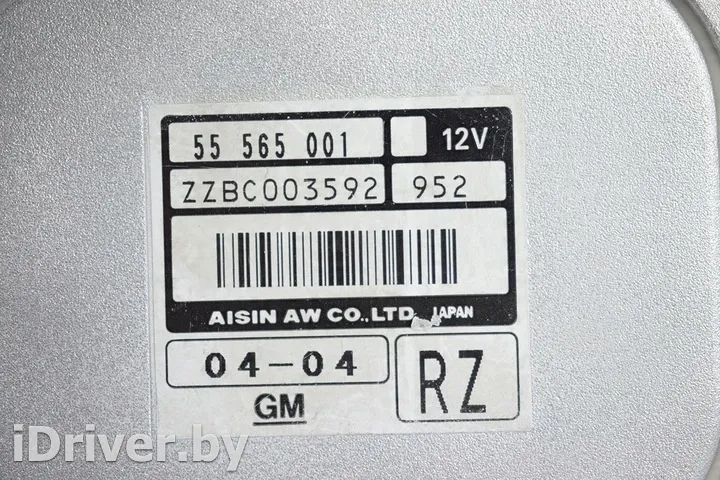 55 565 001 12V
ZZBC003592 952
AISIN AW CO.,LTD. JAPAN
04-04 RZ
GM
iDriver.by